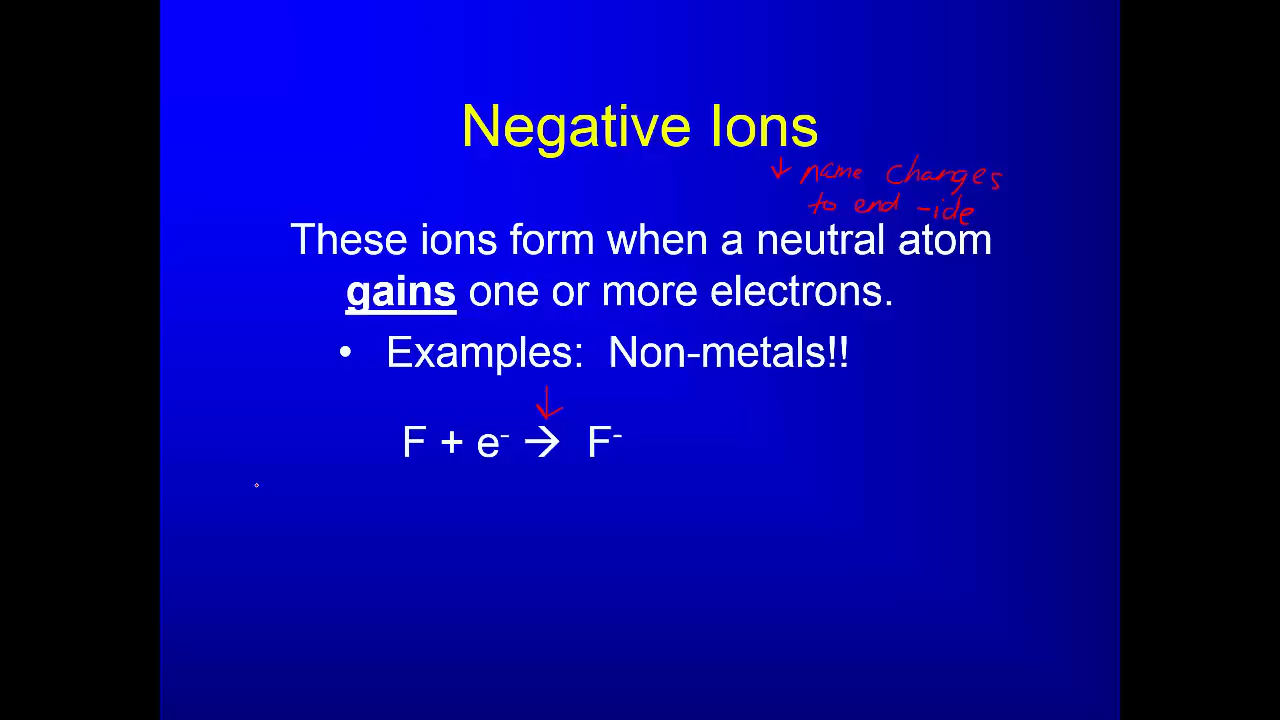 Negative Ions
↓ name changes
to end -ide
These ions form when a neutral atom
gains one or more electrons.
• Examples: Non-metals!!
↓
F + e⁻ → F⁻